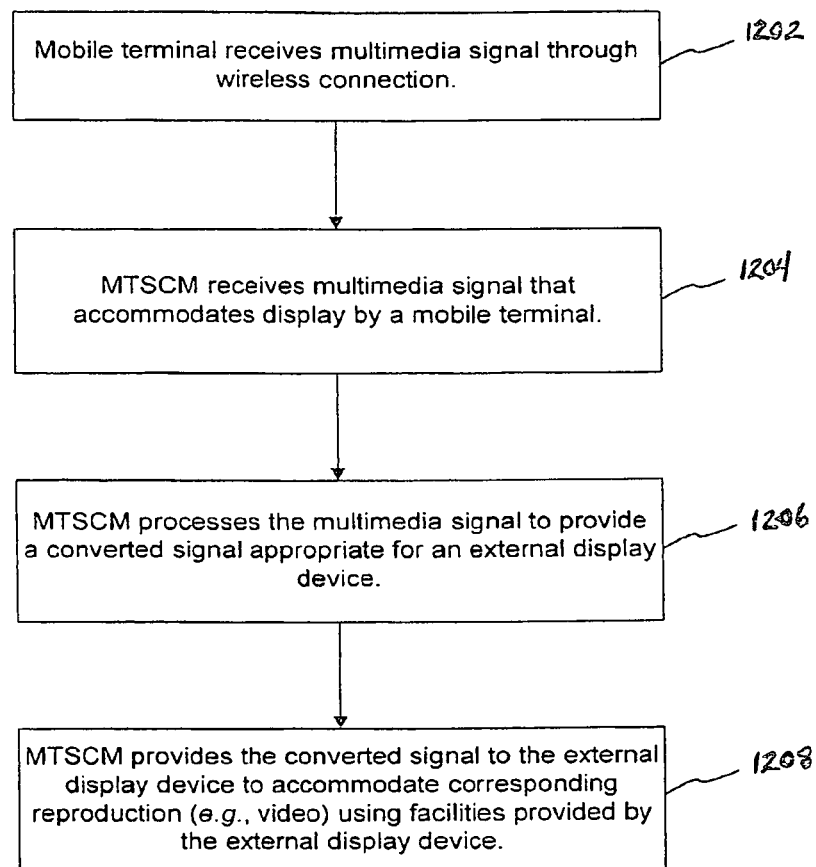 Mobile terminal receives multimedia signal through
wireless connection.
1202
MTSCM receives multimedia signal that
accommodates display by a mobile terminal.
1204
MTSCM processes the multimedia signal to provide
a converted signal appropriate for an external display
device.
1206
MTSCM provides the converted signal to the external
display device to accommodate corresponding
reproduction (e.g., video) using facilities provided by
the external display device.
1208